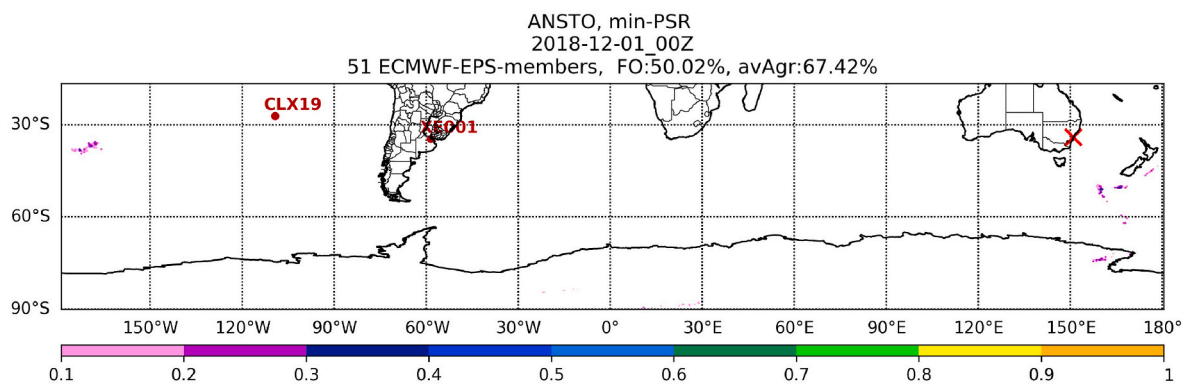 ANSTO, min-PSR
2018-12-01_00Z
51 ECMWF-EPS-members,  FO:50.02%, avAgr:67.42%
CLX19
XF001
30°S
60°S
90°S
150°W 120°W 90°W 60°W 30°W 0° 30°E 60°E 90°E 120°E 150°E 180°
0.1 0.2 0.3 0.4 0.5 0.6 0.7 0.8 0.9 1